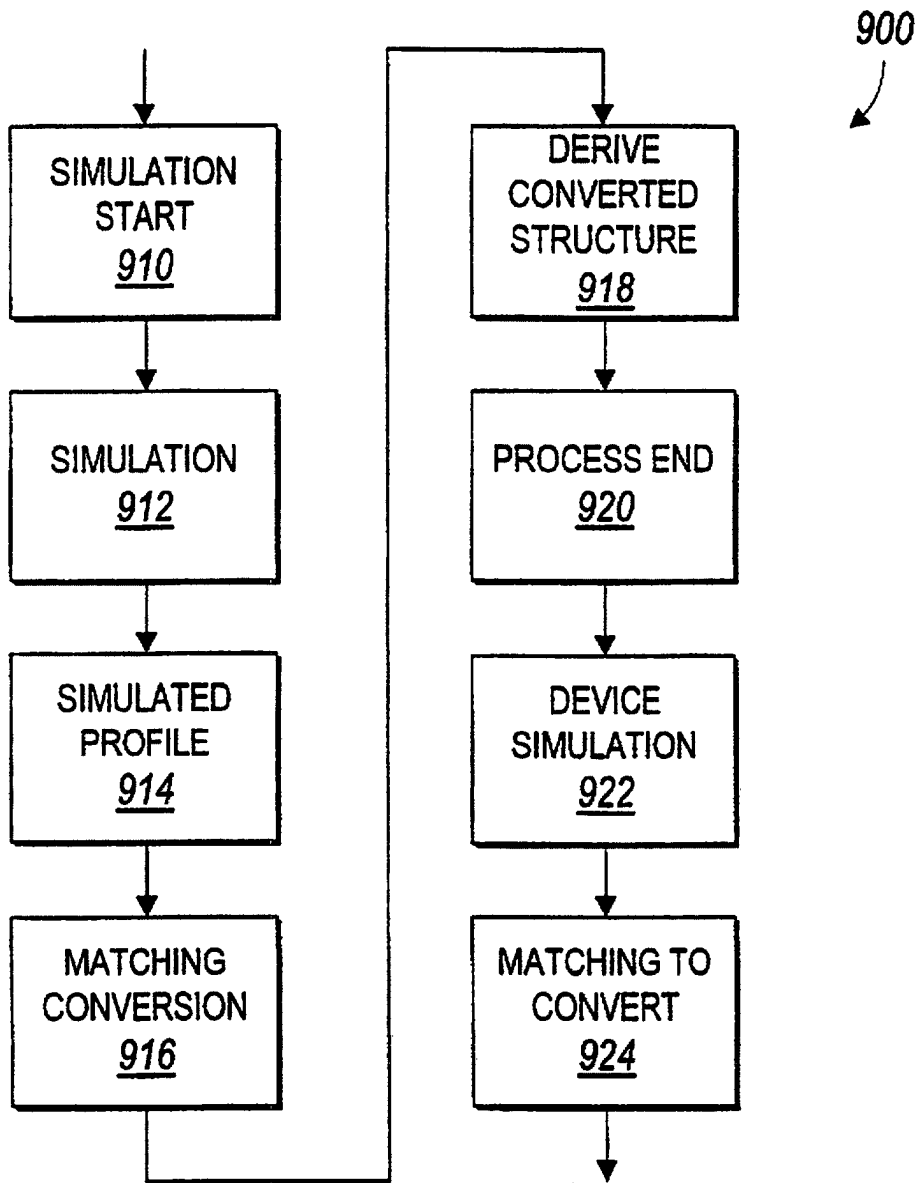 900
SIMULATION
START
910
SIMULATION
912
SIMULATED
PROFILE
914
MATCHING
CONVERSION
916
DERIVE
CONVERTED
STRUCTURE
918
PROCESS END
920
DEVICE
SIMULATION
922
MATCHING TO
CONVERT
924